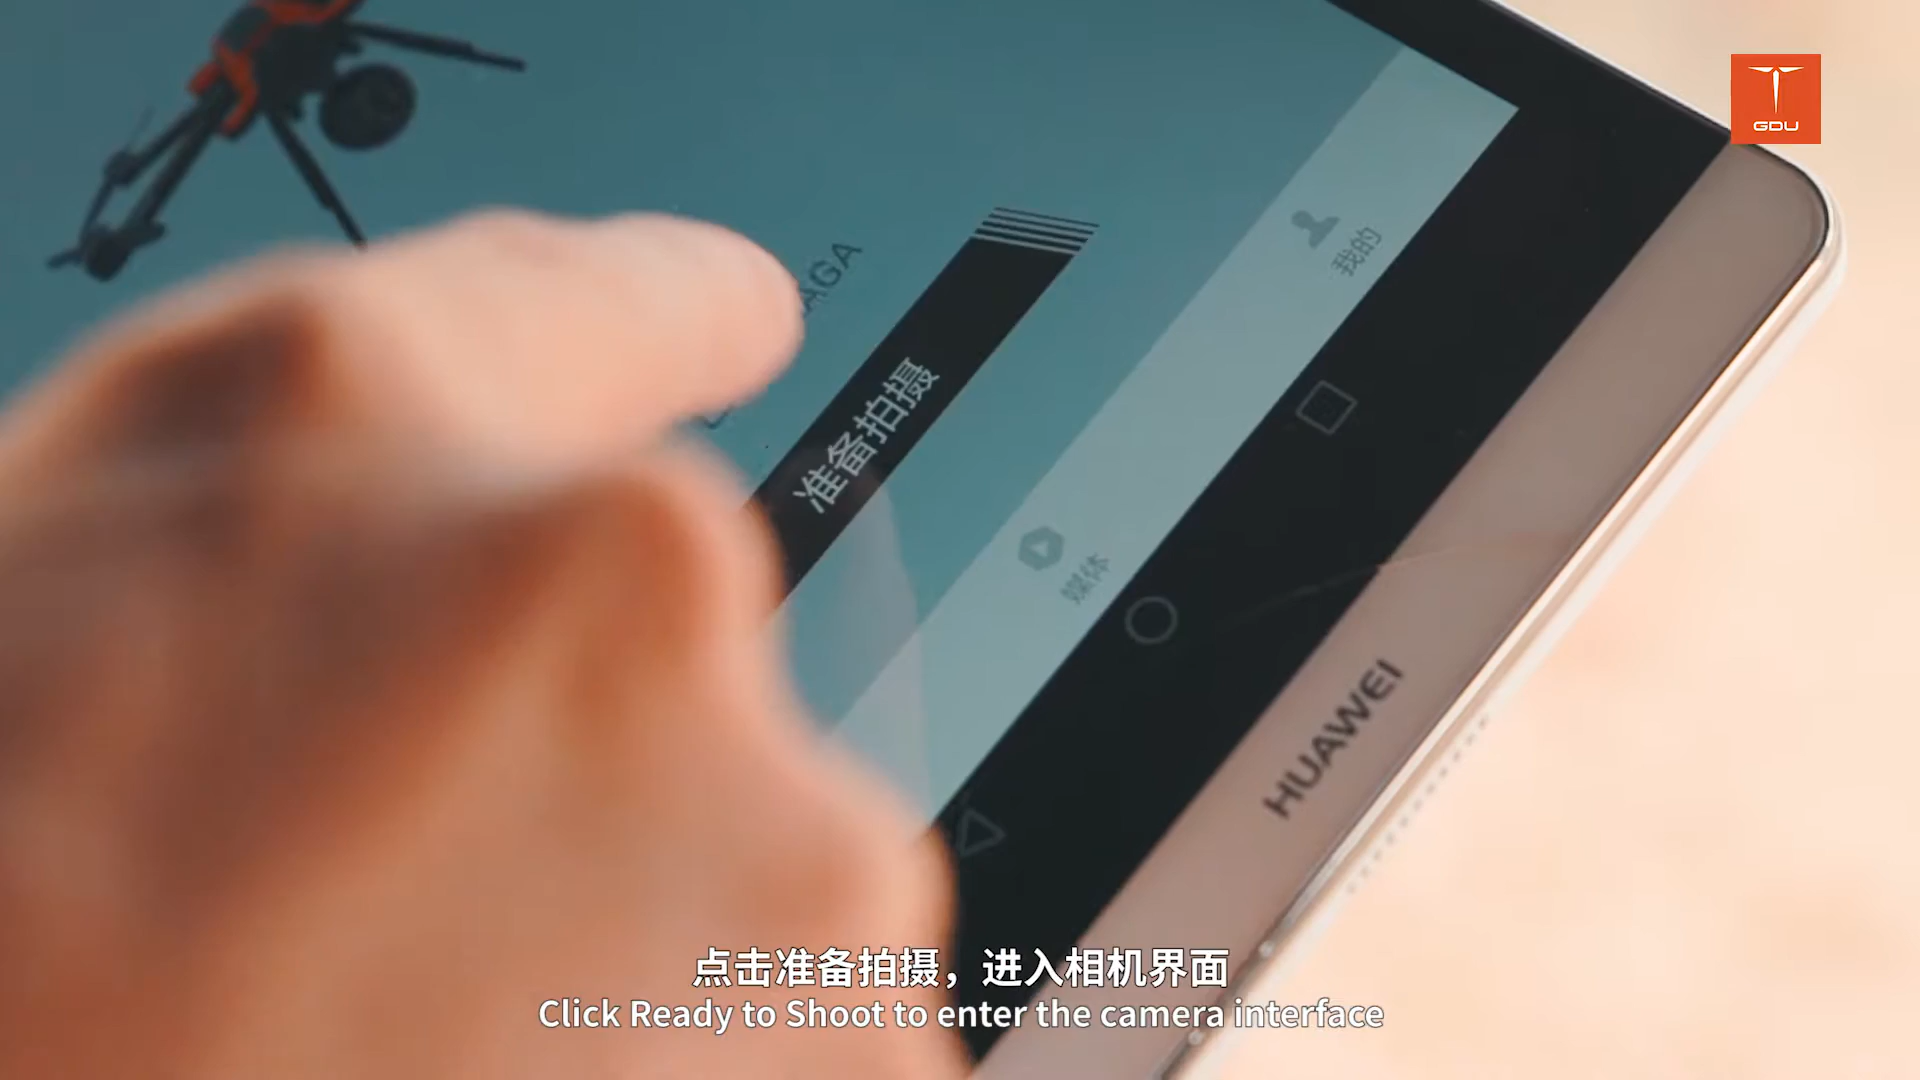 GDU
AGA
准备拍摄
我的
媒体
HUAWEI
点击准备拍摄，进入相机界面
Click Ready to Shoot to enter the camera interface